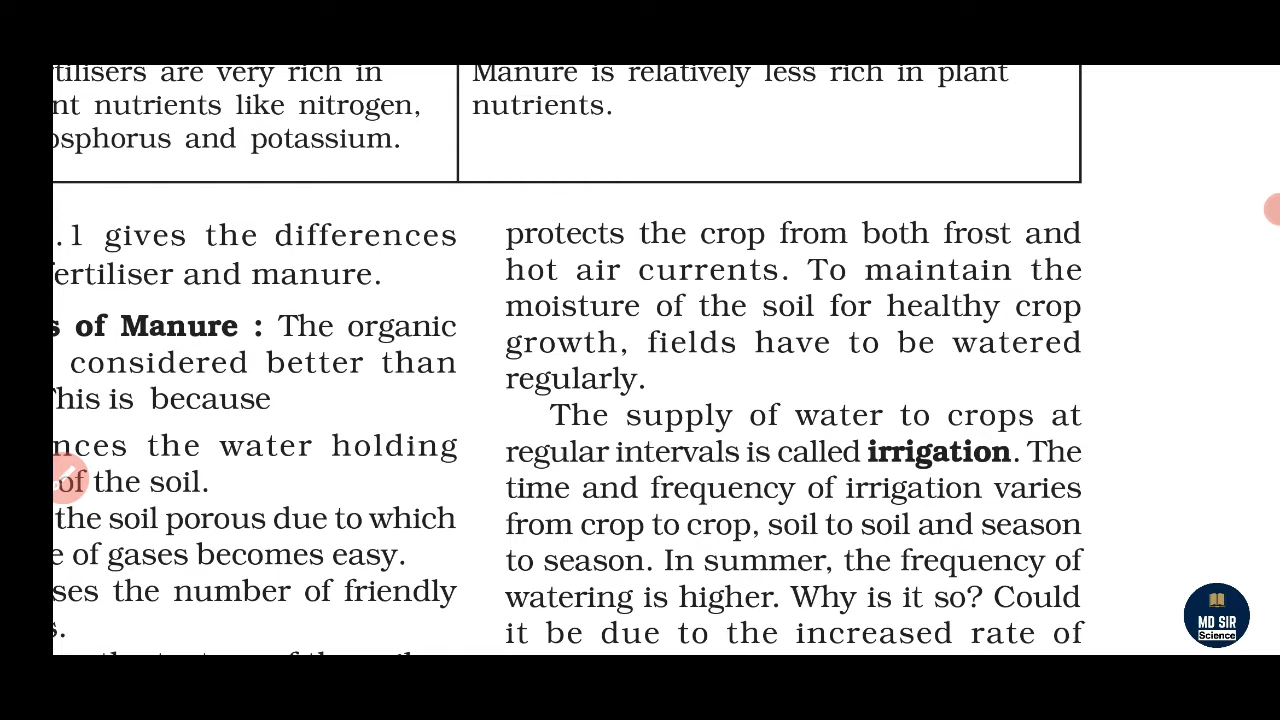 tilisers are very rich in
nt nutrients like nitrogen,
osphorus and potassium.
Manure is relatively less rich in plant
nutrients.
.1 gives the differences
fertiliser and manure.
s of Manure : The organic
considered better than
This is because
nces the water holding
of the soil.
the soil porous due to which
e of gases becomes easy.
ses the number of friendly
s.
protects the crop from both frost and
hot air currents. To maintain the
moisture of the soil for healthy crop
growth, fields have to be watered
regularly.
The supply of water to crops at
regular intervals is called irrigation. The
time and frequency of irrigation varies
from crop to crop, soil to soil and season
to season. In summer, the frequency of
watering is higher. Why is it so? Could
it be due to the increased rate of
MD SIR
Science